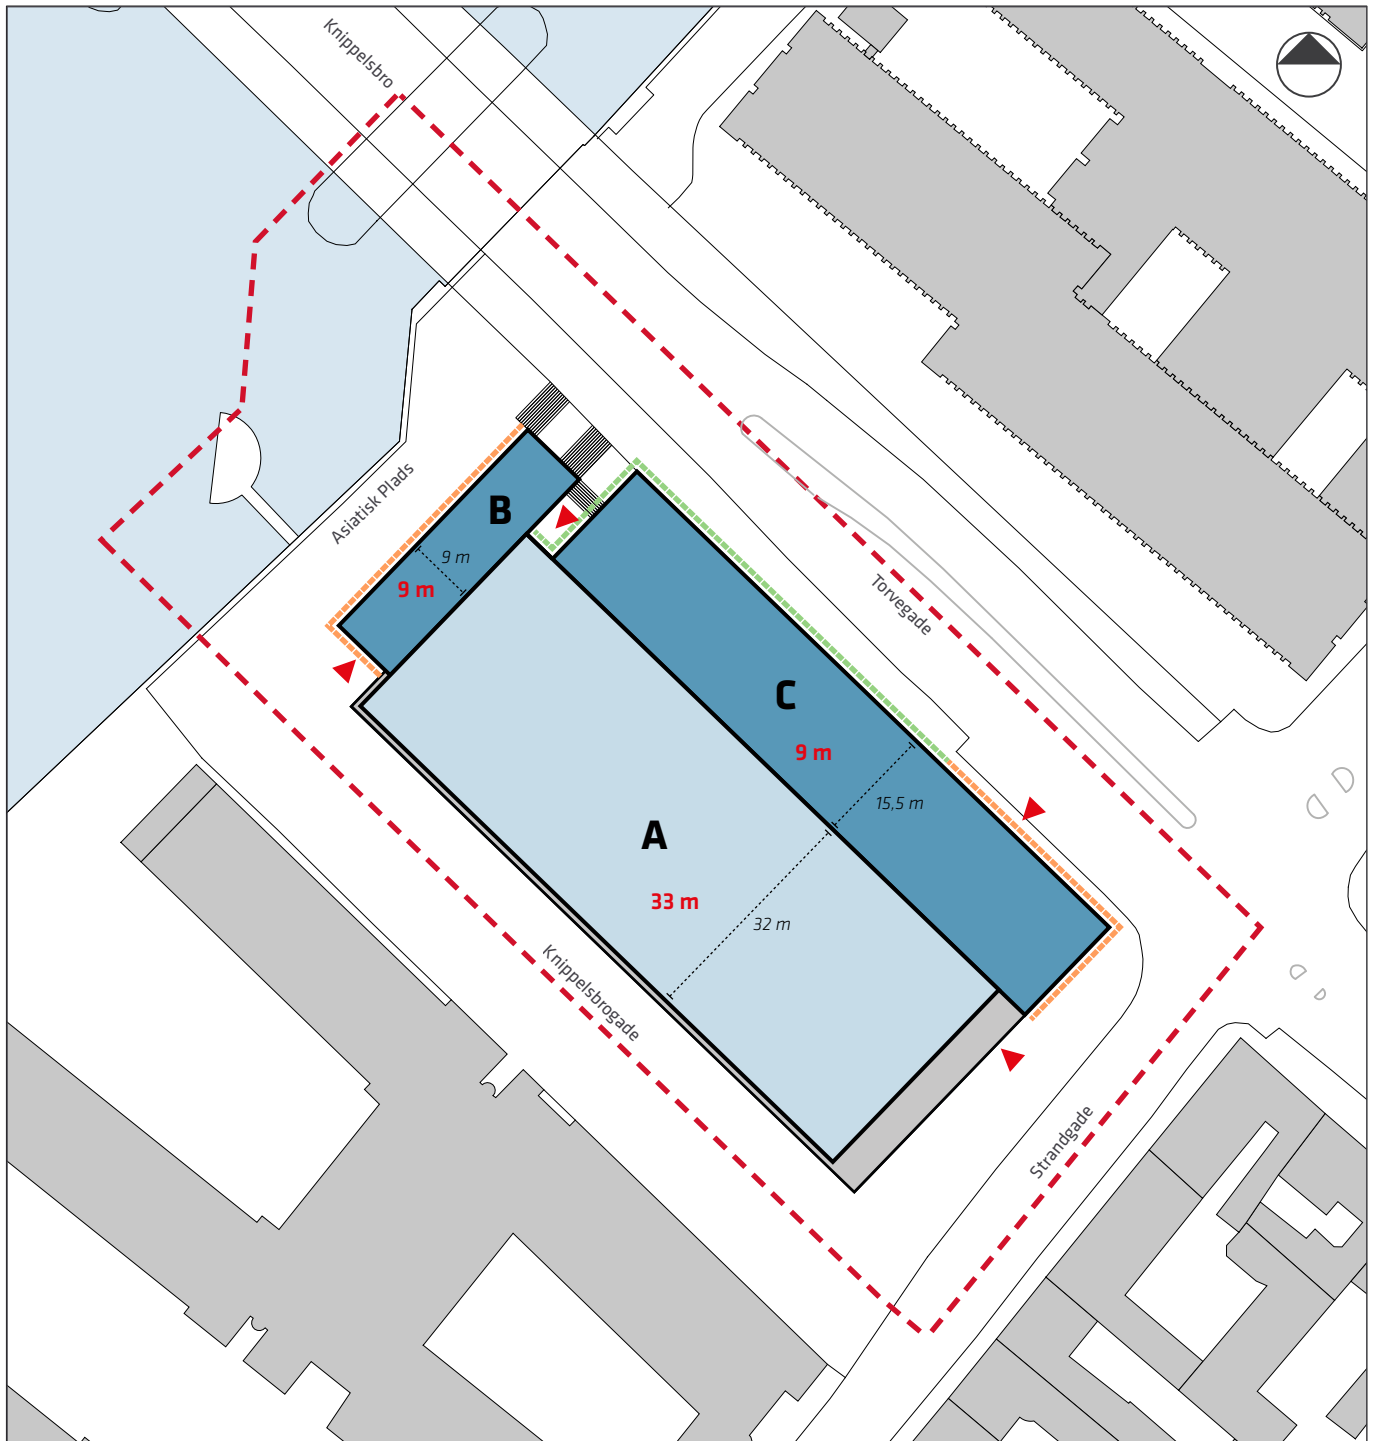 Knippelsbro
Asiatisk Plads
B
9 m
9 m
Torvegade
C
9 m
15,5 m
A
33 m
32 m
Knippelsbrogade
Strandgade